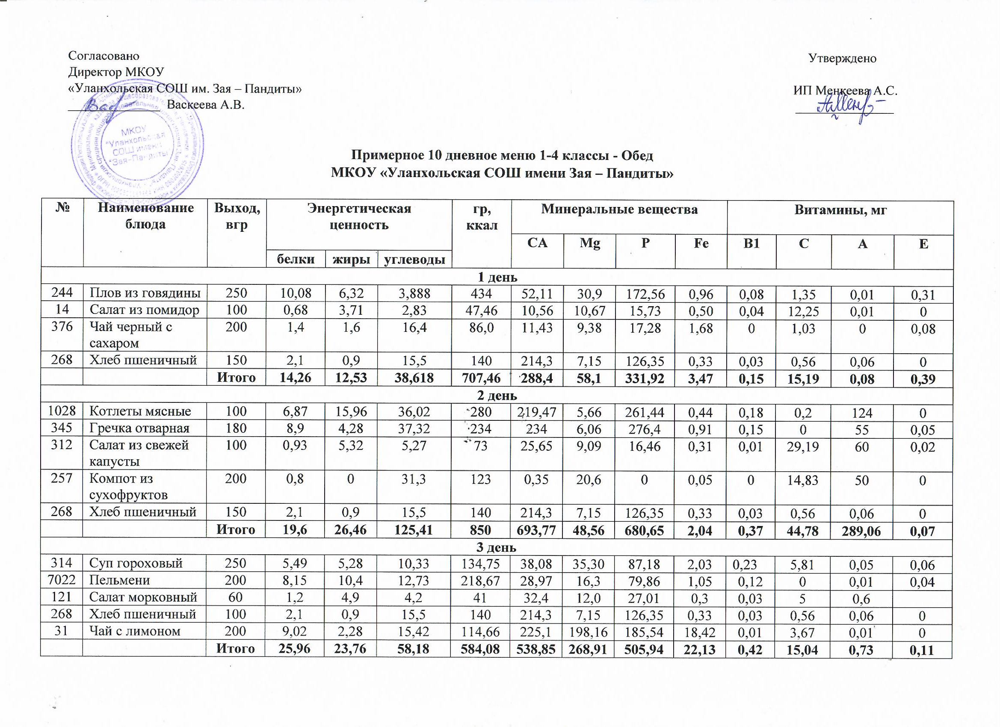 Согласовано
Утверждено
Директор МКОУ
«Уланхольская СОШ им. Зая – Пандиты»
ИП Менкеева А.С.
Васкеева А.В.
МКОУ
"Уланхольская
СОШ имени
"Зая-Пандиты"
Примерное 10 дневное меню 1-4 классы - Обед
МКОУ «Уланхольская СОШ имени Зая – Пандиты»
№ Наименование блюда Выход, вгр Энергетическая ценность гр, ккал Минеральные вещества Витамины, мг
CA Mg P Fe B1 C A E
белки жиры углеводы
1 день
244 Плов из говядины 250 10,08 6,32 3,888 434 52,11 30,9 172,56 0,96 0,08 1,35 0,01 0,31
14 Салат из помидор 100 0,68 3,71 2,83 47,46 10,56 10,67 15,73 0,50 0,04 12,25 0,01 0
376 Чай черный с сахаром 200 1,4 1,6 16,4 86,0 11,43 9,38 17,28 1,68 0 1,03 0 0,08
268 Хлеб пшеничный 150 2,1 0,9 15,5 140 214,3 7,15 126,35 0,33 0,03 0,56 0,06 0
Итого 14,26 12,53 38,618 707,46 288,4 58,1 331,92 3,47 0,15 15,19 0,08 0,39
2 день
1028 Котлеты мясные 100 6,87 15,96 36,02 280 219,47 5,66 261,44 0,44 0,18 0,2 124 0
345 Гречка отварная 180 8,9 4,28 37,32 234 234 6,06 276,4 0,91 0,15 0 55 0,05
312 Салат из свежей капусты 100 0,93 5,32 5,27 73 25,65 9,09 16,46 0,31 0,01 29,19 60 0,02
257 Компот из сухофруктов 200 0,8 0 31,3 123 0,35 20,6 0 0,05 0 14,83 50 0
268 Хлеб пшеничный 150 2,1 0,9 15,5 140 214,3 7,15 126,35 0,33 0,03 0,56 0,06 0
Итого 19,6 26,46 125,41 850 693,77 48,56 680,65 2,04 0,37 44,78 289,06 0,07
3 день
314 Суп гороховый 250 5,49 5,28 10,33 134,75 38,08 35,30 87,18 2,03 0,23 5,81 0,05 0,06
7022 Пельмени 200 8,15 10,4 12,73 218,67 28,97 16,3 79,86 1,05 0,12 0 0,01 0,04
121 Салат морковный 60 1,2 4,9 4,2 41 32,4 12,0 27,01 0,3 0,03 5 0,6
268 Хлеб пшеничный 100 2,1 0,9 15,5 140 214,3 7,15 126,35 0,33 0,03 0,56 0,06 0
31 Чай с лимоном 200 9,02 2,28 15,42 114,66 225,1 198,16 185,54 18,42 0,01 3,67 0,01 0
Итого 25,96 23,76 58,18 584,08 538,85 268,91 505,94 22,13 0,42 15,04 0,73 0,11